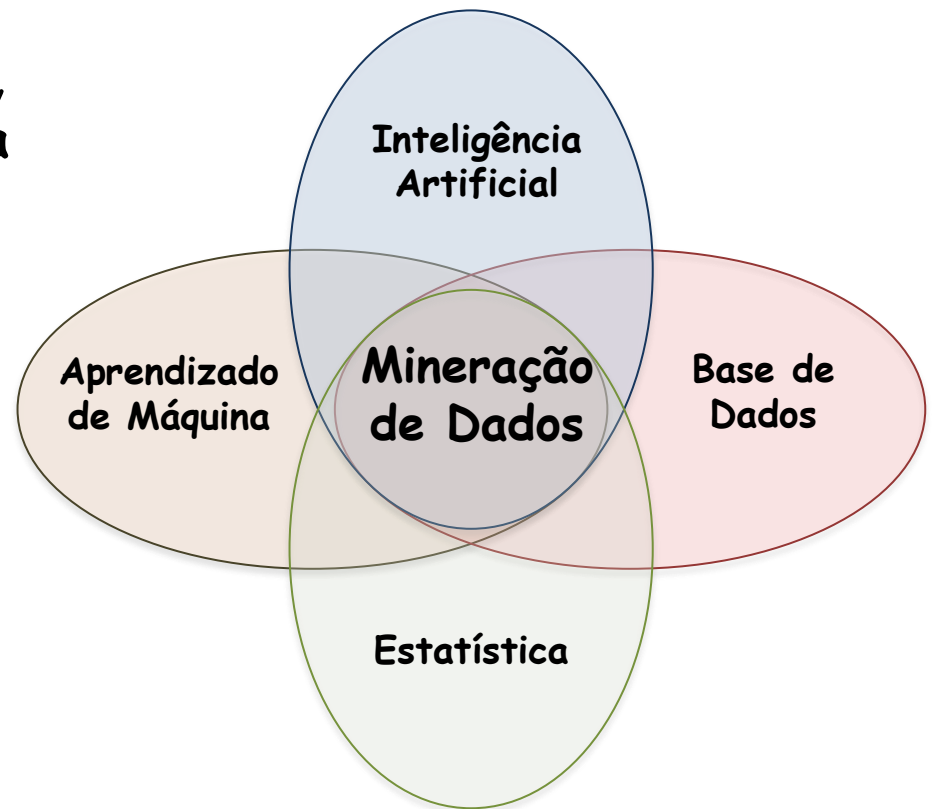 Inteligência
Artificial
Aprendizado
de Máquina
Mineração
de Dados
Base de
Dados
Estatística